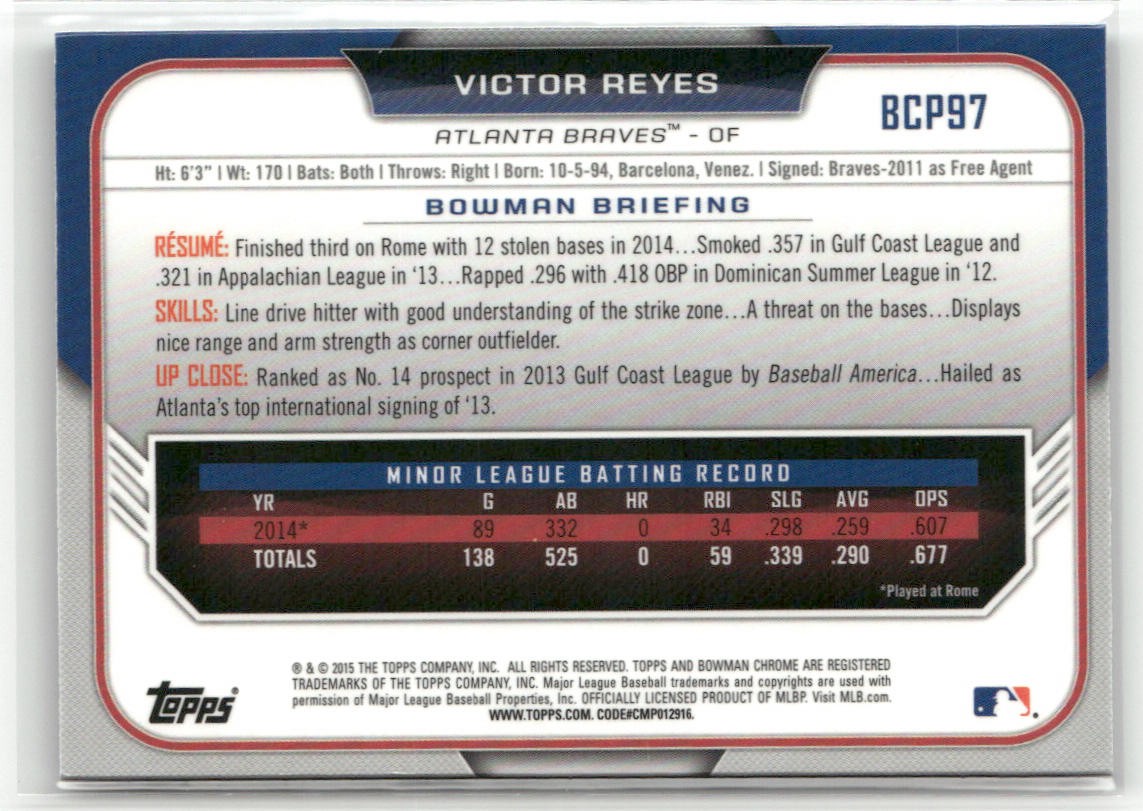 VICTOR REYES
BCP97
ATLANTA BRAVES™ - OF
Ht: 6'3" | Wt: 170 | Bats: Both | Throws: Right | Born: 10-5-94, Barcelona, Venez. | Signed: Braves-2011 as Free Agent
BOWMAN BRIEFING
RÉSUMÉ: Finished third on Rome with 12 stolen bases in 2014...Smoked .357 in Gulf Coast League and
.321 in Appalachian League in '13...Rapped .296 with .418 OBP in Dominican Summer League in '12.
SKILLS: Line drive hitter with good understanding of the strike zone...A threat on the bases...Displays
nice range and arm strength as corner outfielder.
UP CLOSE: Ranked as No. 14 prospect in 2013 Gulf Coast League by Baseball America...Hailed as
Atlanta's top international signing of '13.
MINOR LEAGUE BATTING RECORD
YR G AB HR RBI SLG AVG OPS
2014* 89 332 0 34 .298 .259 .607
TOTALS 138 525 0 59 .339 .290 .677
*Played at Rome
® & © 2015 THE TOPPS COMPANY, INC. ALL RIGHTS RESERVED. TOPPS AND BOWMAN CHROME ARE REGISTERED
TRADEMARKS OF THE TOPPS COMPANY, INC. Major League Baseball trademarks and copyrights are used with
permission of Major League Baseball Properties, Inc. OFFICIALLY LICENSED PRODUCT OF MLBP. Visit MLB.com.
WWW.TOPPS.COM. CODE#CMP012916.
Topps®